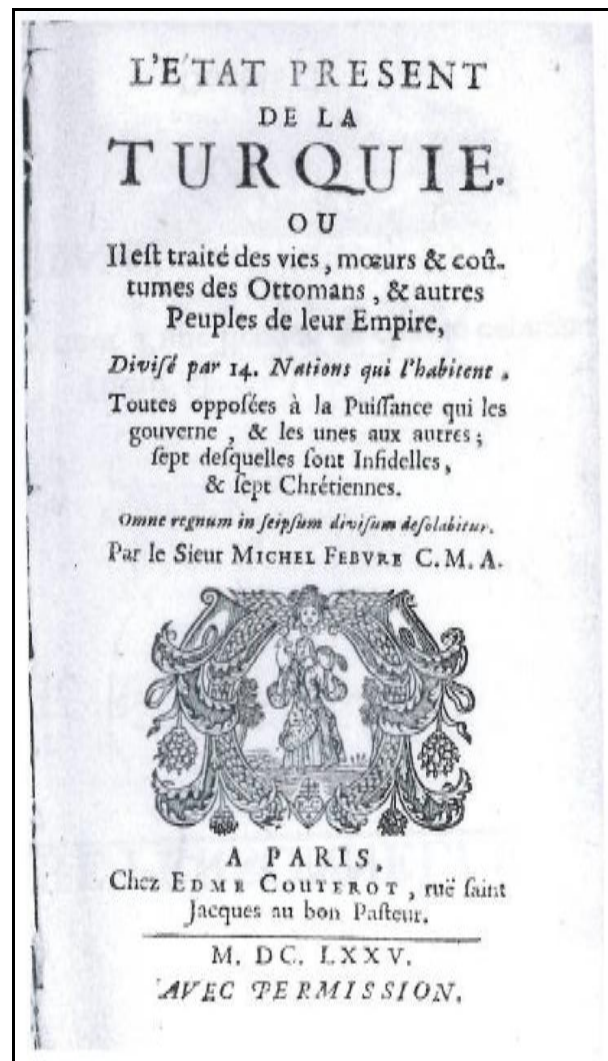 L'ETAT PRESENT
DE LA
TURQUIE.
OU
Il eſt traité des vies, mœurs & coû-
tumes des Ottomans, & autres
Peuples de leur Empire,
Diviſé par 14. Nations qui l'habitent,
Toutes oppoſées à la Puiſſance qui les
gouverne, & les unes aux autres;
ſept deſquelles ſont Infidelles,
& ſept Chrétiennes.
Omne regnum in ſeipſum diviſum deſolabitur.
Par le Sieur MICHEL FEBVRE C. M. A.
A PARIS,
Chez EDME COUTEROT, ruë ſaint
Jacques au bon Paſteur.
M. DC. LXXV.
AVEC PERMISSION.